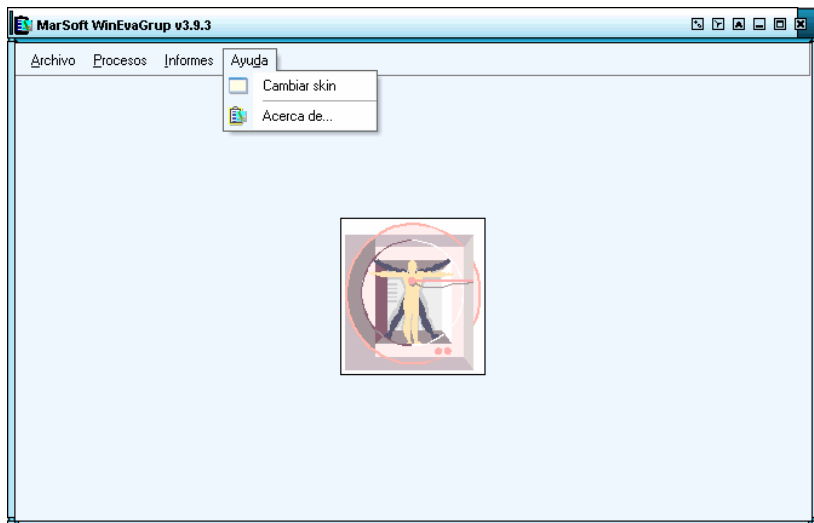 MarSoft WinEvaGrup v3.9.3
Archivo Procesos Informes Ayuda
Cambiar skin
Acerca de...